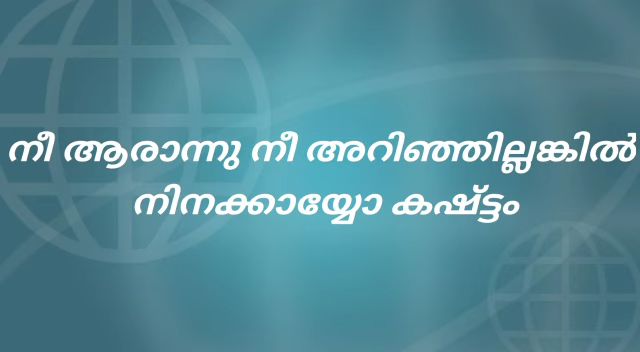 നീ ആരാന്നു നീ അറിഞ്ഞില്ലങ്കിൽ
നിനക്കായ്യോ കഷ്ട്ടം